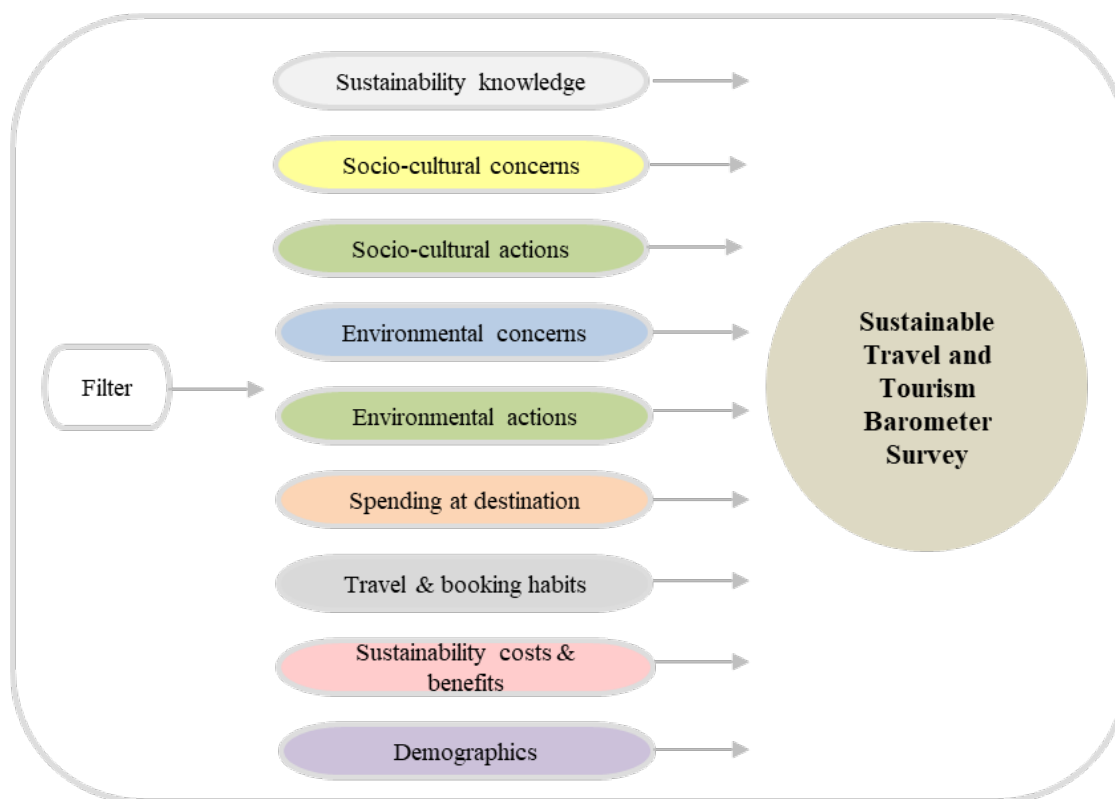 Sustainability knowledge
Socio-cultural concerns
Socio-cultural actions
Environmental concerns
Filter
Environmental actions
Spending at destination
Travel & booking habits
Sustainability costs &
benefits
Demographics
Sustainable
Travel and
Tourism
Barometer
Survey